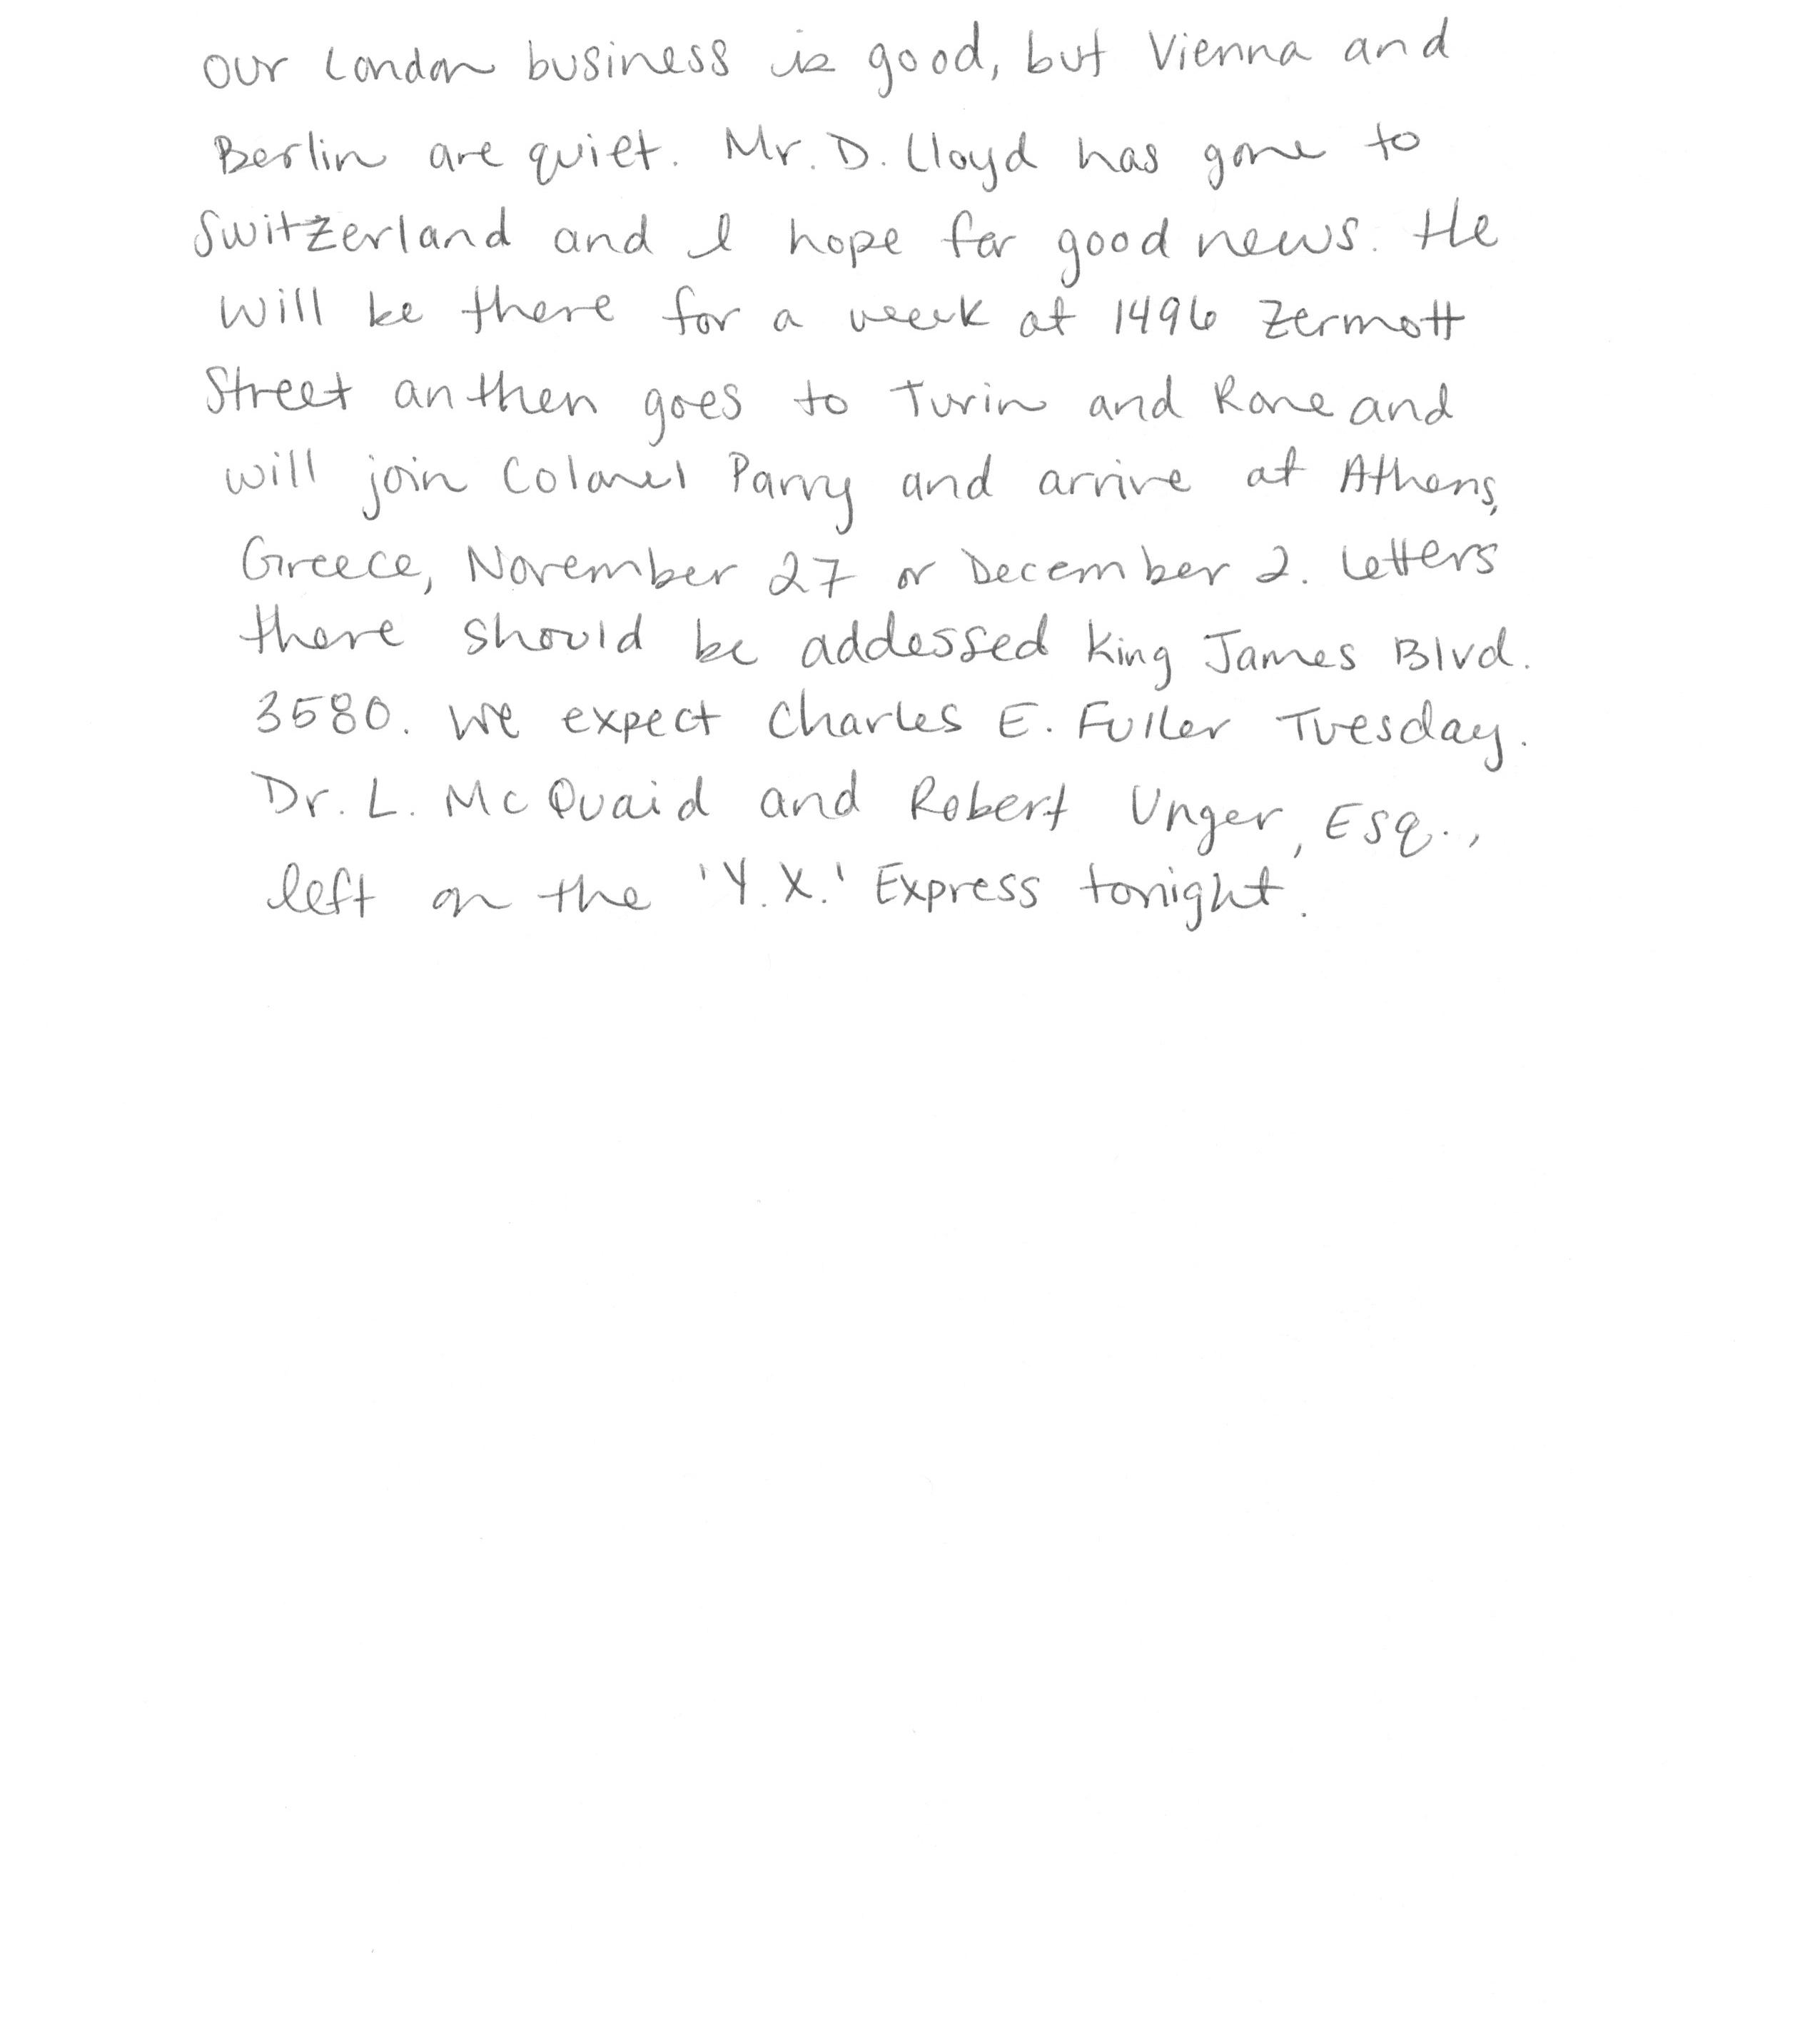 Our London business is good, but Vienna and
Berlin are quiet. Mr. D. Lloyd has gone to
Switzerland and I hope for good news. He
will be there for a week at 1496 Zermott
Street an then goes to Turin and Rome and
will join Colonel Parry and arrive at Athens,
Greece, November 27 or December 2. Letters
there should be addessed King James Blvd.
3580. We expect Charles E. Fuller Tuesday.
Dr. L. McQuaid and Robert Unger, Esq.,
left on the 'Y.X.' Express tonight.